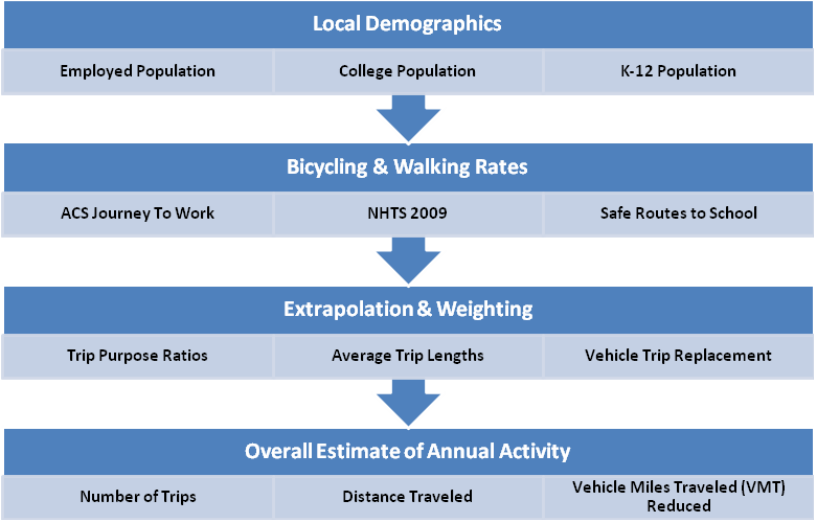 Local Demographics
Employed Population
College Population
K-12 Population
Bicycling & Walking Rates
ACS Journey To Work
NHTS 2009
Safe Routes to School
Extrapolation & Weighting
Trip Purpose Ratios
Average Trip Lengths
Vehicle Trip Replacement
Overall Estimate of Annual Activity
Number of Trips
Distance Traveled
Vehicle Miles Traveled (VMT)
Reduced